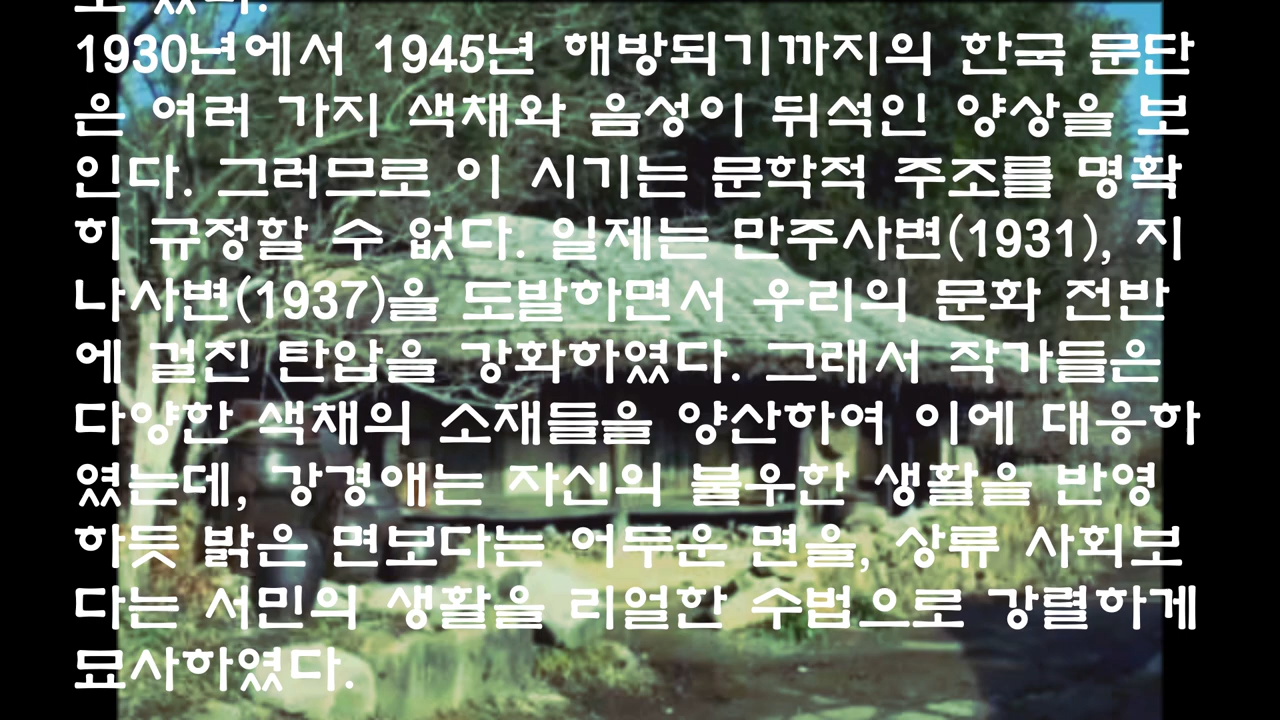 1930년에서 1945년 해방되기까지의 한국 문단
은 여러 가지 색채와 음성이 뒤석인 양상을 보
인다. 그러므로 이 시기는 문학적 주조를 명확
히 규정할 수 없다. 일제는 만주사변(1931), 지
나사변(1937)을 도발하면서 우리의 문화 전반
에 걸친 탄압을 강화하였다. 그래서 작가들은
다양한 색채의 소재들을 양산하여 이에 대응하
였는데, 강경애는 자신의 불우한 생활을 반영
하듯 밝은 면보다는 어두운 면을, 상류 사회보
다는 서민의 생활을 리얼한 수법으로 강렬하게
묘사하였다.